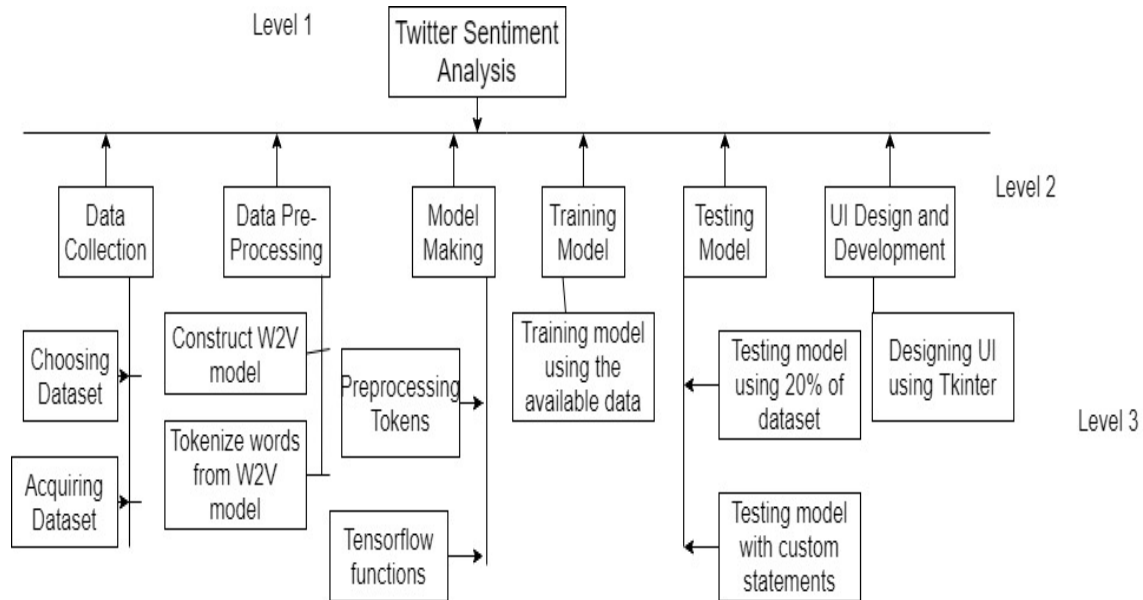 Level 1
Twitter Sentiment
Analysis
Level 2
Data
Collection
Data Pre-
Processing
Model
Making
Training
Model
Testing
Model
UI Design and
Development
Level 3
Choosing
Dataset
Acquiring
Dataset
Construct W2V
model
Tokenize words
from W2V
model
Preprocessing
Tokens
Tensorflow
functions
Training model
using the
available data
Testing model
using 20% of
dataset
Testing model
with custom
statements
Designing UI
using Tkinter